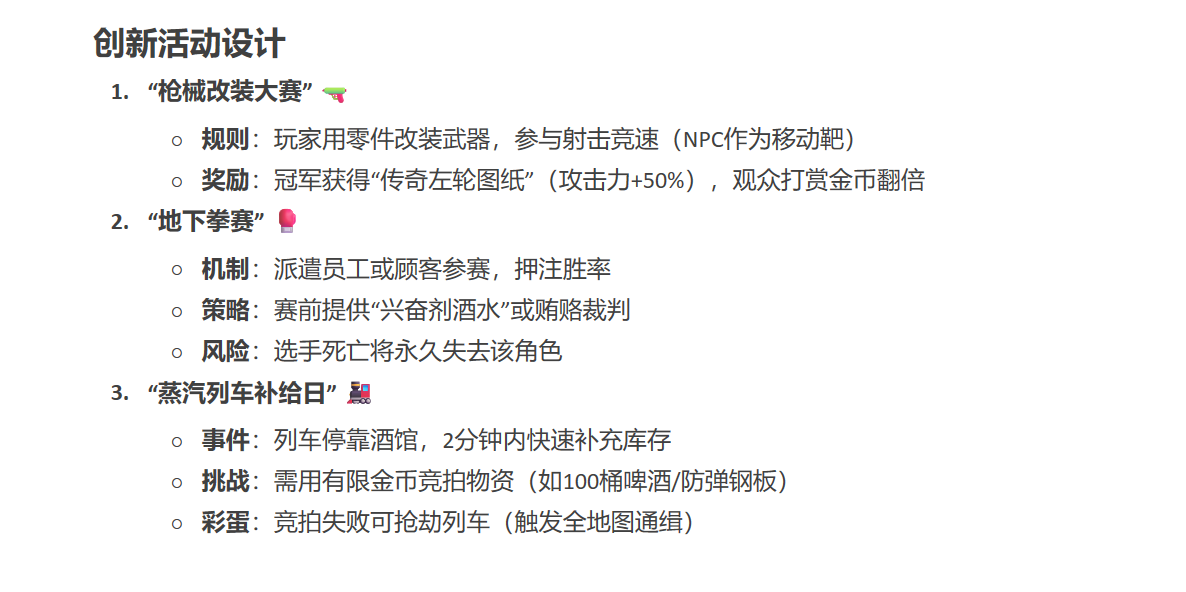 创新活动设计
1. “枪械改装大赛” 🔫
○ 规则：玩家用零件改装武器，参与射击竞速（NPC作为移动靶）
○ 奖励：冠军获得“传奇左轮图纸”（攻击力+50%），观众打赏金币翻倍
2. “地下拳赛” 🥊
○ 机制：派遣员工或顾客参赛，押注胜率
○ 策略：赛前提供“兴奋剂酒水”或贿赂裁判
○ 风险：选手死亡将永久失去该角色
3. “蒸汽列车补给日” 🚂
○ 事件：列车停靠酒馆，2分钟内快速补充库存
○ 挑战：需用有限金币竞拍物资（如100桶啤酒/防弹钢板）
○ 彩蛋：竞拍失败可抢劫列车（触发全地图通缉）